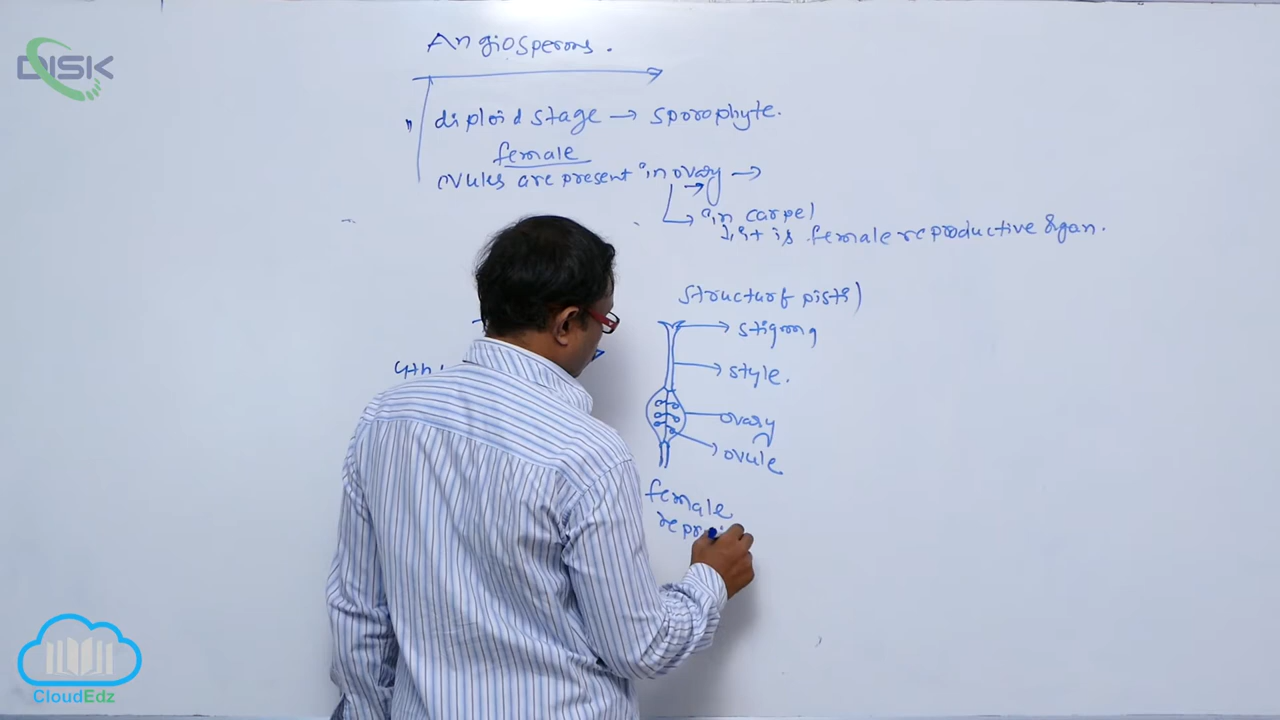 DISK
Angiosperms.
diploid stage → sporophyte.
female
ovules are present in ovary →
in carpel
It is female reproductive organ.
structure of pistil
stigma
style.
ovary
ovule
female
CloudEdz